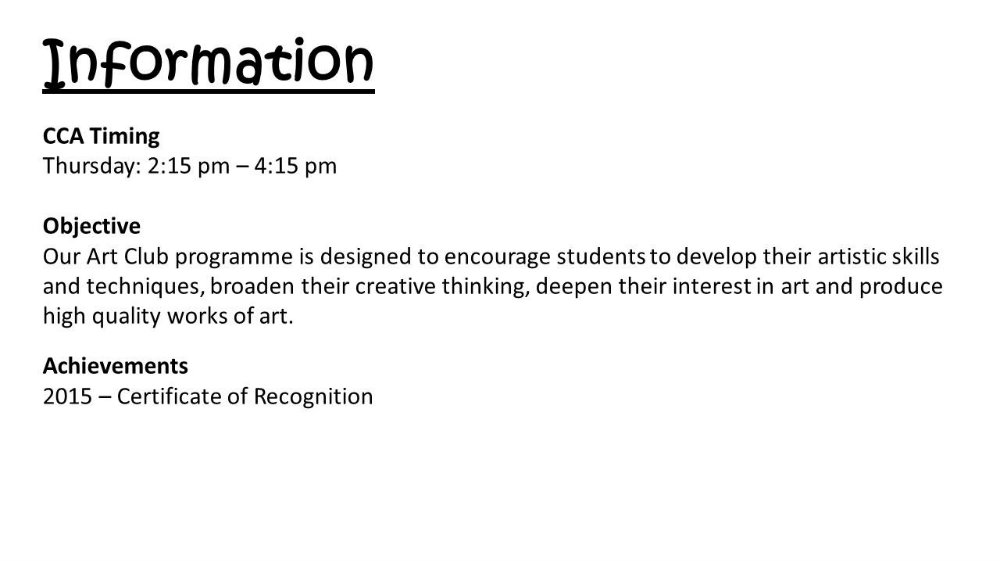 Information
CCA Timing
Thursday: 2:15 pm – 4:15 pm
Objective
Our Art Club programme is designed to encourage students to develop their artistic skills
and techniques, broaden their creative thinking, deepen their interest in art and produce
high quality works of art.
Achievements
2015 – Certificate of Recognition